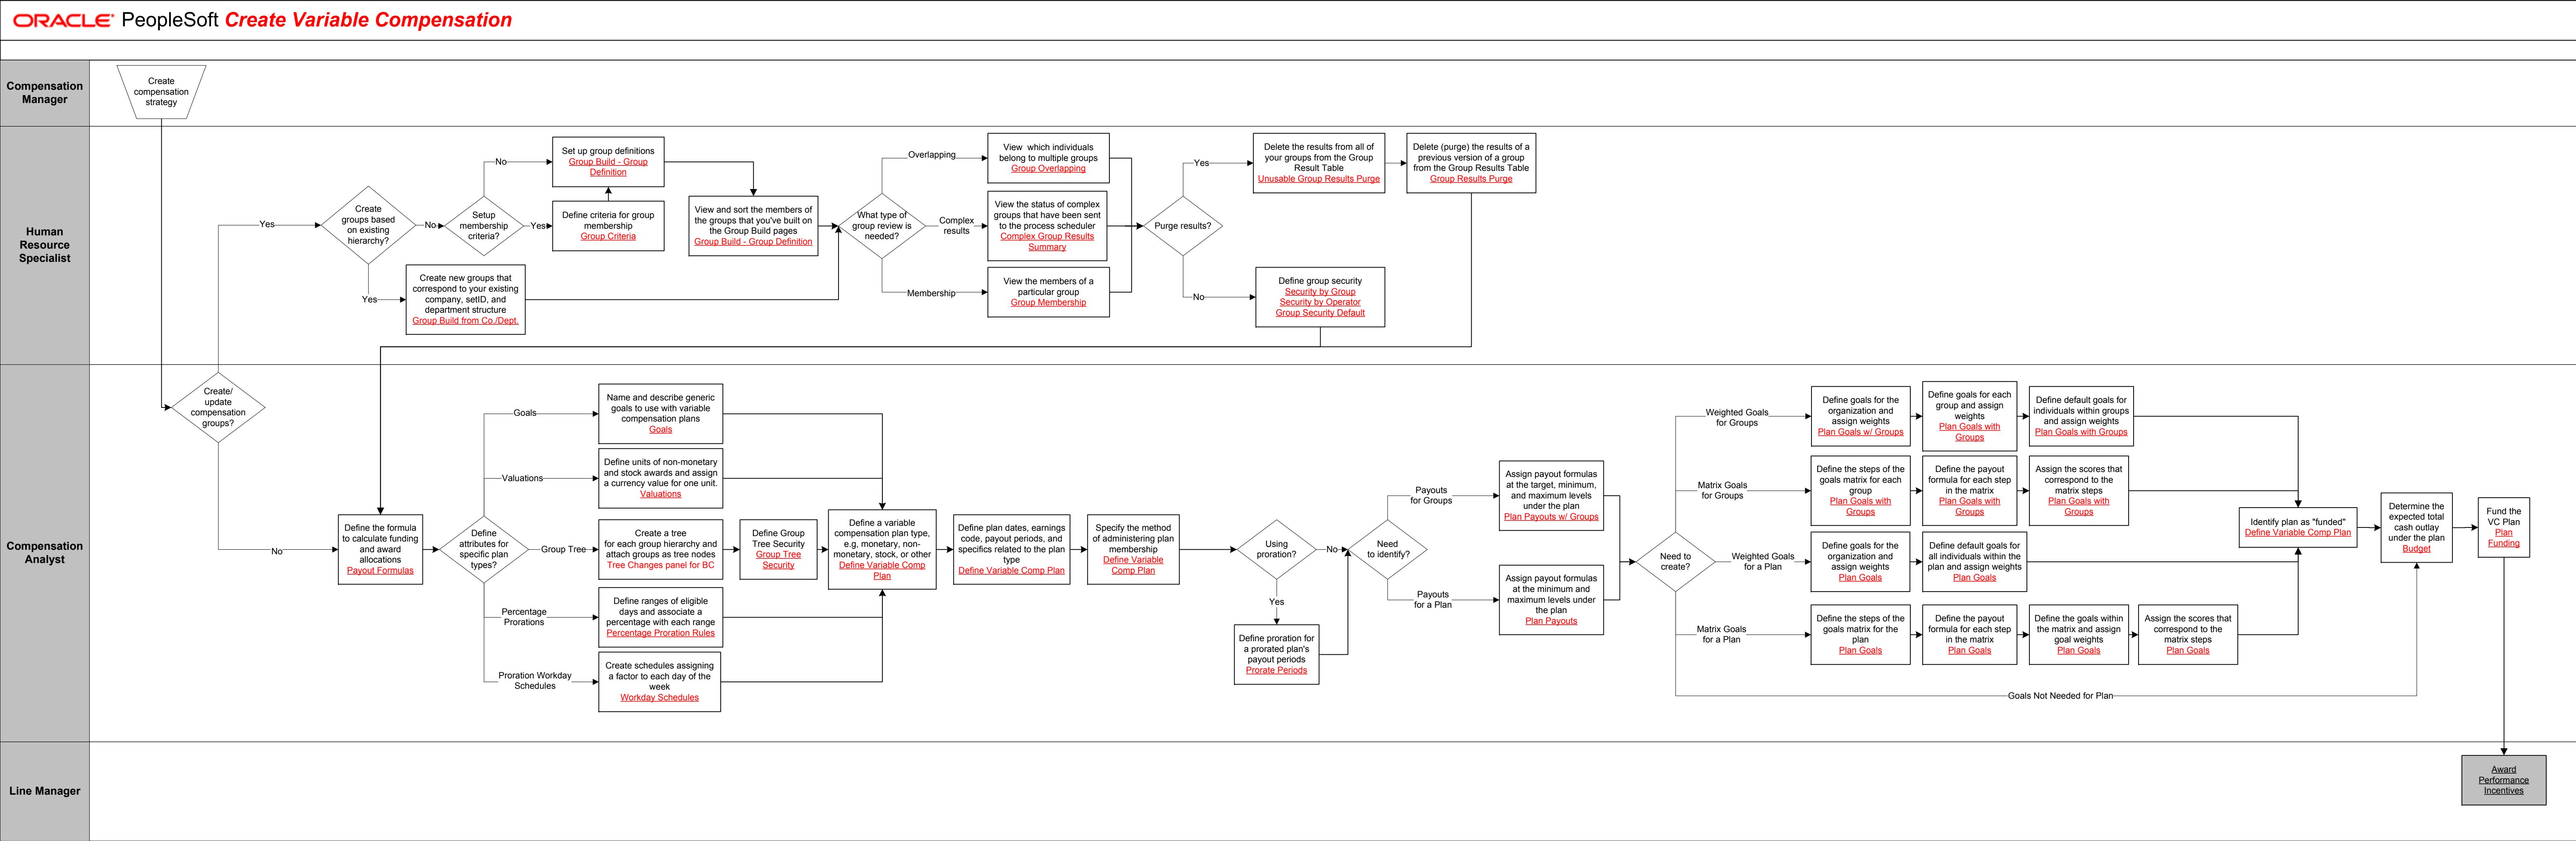 ORACLE PeopleSoft Create Variable Compensation
Compensation
Manager
Create
compensation
strategy
Human
Resource
Specialist
Yes
Create
groups based
on existing
hierarchy?
No
Yes
Setup
membership
criteria?
No
Yes
Set up group definitions
Group Build - Group
Definition
Define criteria for group
membership
Group Criteria
Create new groups that
correspond to your existing
company, setID, and
department structure
Group Build from Co./Dept.
View and sort the members of
the groups that you've built on
the Group Build pages
Group Build - Group Definition
What type of
group review is
needed?
Overlapping
Complex
results
Membership
View  which individuals
belong to multiple groups
Group Overlapping
View the status of complex
groups that have been sent
to the process scheduler
Complex Group Results
Summary
View the members of a
particular group
Group Membership
Purge results?
Yes
No
Delete the results from all of
your groups from the Group
Result Table
Unusable Group Results Purge
Delete (purge) the results of a
previous version of a group
from the Group Results Table
Group Results Purge
Define group security
Security by Group
Security by Operator
Group Security Default
Compensation
Analyst
Create/
update
compensation
groups?
No
Define the formula
to calculate funding
and award
allocations
Payout Formulas
Define
attributes for
specific plan
types?
Goals
Valuations
Group Tree
Percentage
Prorations
Proration Workday
Schedules
Name and describe generic
goals to use with variable
compensation plans
Goals
Define units of non-monetary
and stock awards and assign
a currency value for one unit.
Valuations
Create a tree
for each group hierarchy and
attach groups as tree nodes
Tree Changes panel for BC
Define Group
Tree Security
Group Tree
Security
Define ranges of eligible
days and associate a
percentage with each range
Percentage Proration Rules
Create schedules assigning
a factor to each day of the
week
Workday Schedules
Define a variable
compensation plan type,
e.g, monetary, non-
monetary, stock, or other
Define Variable Comp
Plan
Define plan dates, earnings
code, payout periods, and
specifics related to the plan
type
Define Variable Comp Plan
Specify the method
of administering plan
membership
Define Variable
Comp Plan
Using
proration?
No
Yes
Define proration for
a prorated plan's
payout periods
Prorate Periods
Need
to identify?
Payouts
for Groups
Payouts
for a Plan
Assign payout formulas
at the target, minimum,
and maximum levels
under the plan
Plan Payouts w/ Groups
Assign payout formulas
at the minimum and
maximum levels under
the plan
Plan Payouts
Need to
create?
Weighted Goals
for Groups
Matrix Goals
for Groups
Weighted Goals
for a Plan
Matrix Goals
for a Plan
Goals Not Needed for Plan
Define goals for the
organization and
assign weights
Plan Goals w/ Groups
Define goals for each
group and assign
weights
Plan Goals with
Groups
Define default goals for
individuals within groups
and assign weights
Plan Goals with Groups
Define the steps of the
goals matrix for each
group
Plan Goals with
Groups
Define the payout
formula for each step
in the matrix
Plan Goals with
Groups
Assign the scores that
correspond to the
matrix steps
Plan Goals with
Groups
Define goals for the
organization and
assign weights
Plan Goals
Define default goals for
all individuals within the
plan and assign weights
Plan Goals
Define the steps of the
goals matrix for the
plan
Plan Goals
Define the payout
formula for each step
in the matrix
Plan Goals
Define the goals within
the matrix and assign
goal weights
Plan Goals
Assign the scores that
correspond to the
matrix steps
Plan Goals
Identify plan as "funded"
Define Variable Comp Plan
Determine the
expected total
cash outlay
under the plan
Budget
Fund the
VC Plan
Plan
Funding
Line Manager
Award
Performance
Incentives